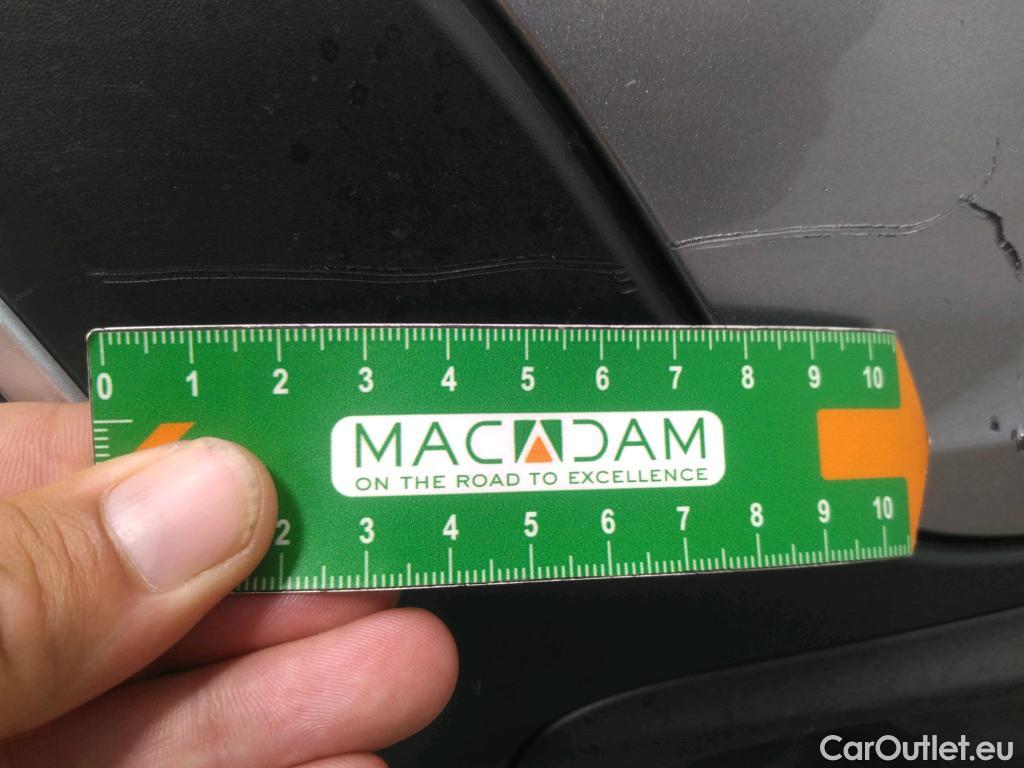 0 1 2 3 4 5 6 7 8 9 10
MACADAM
ON THE ROAD TO EXCELLENCE
2 3 4 5 6 7 8 9 10
CarOutlet.eu